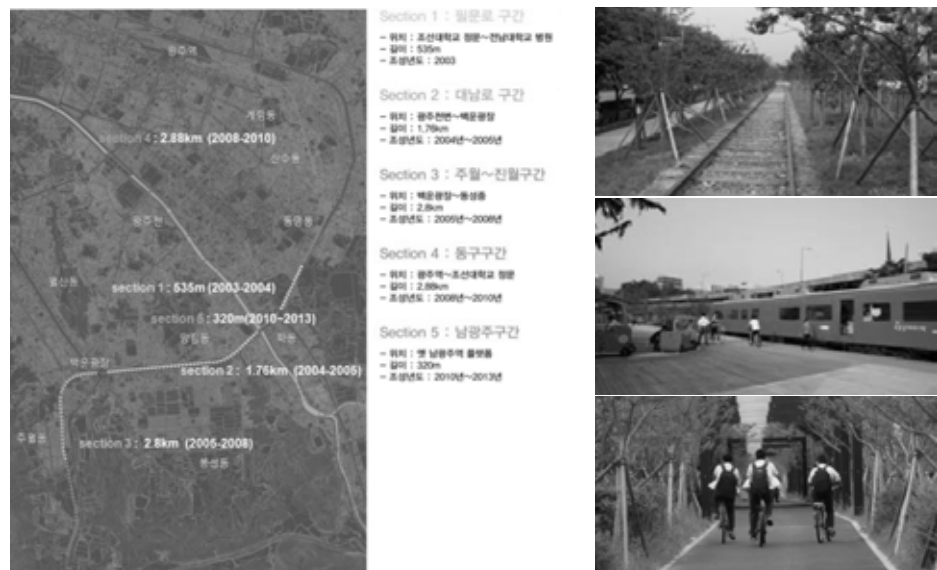 광주역
계림동
section 4 : 2.88km (2008-2010)
산수동
광주천
동명동
section 1 : 535m (2003-2004)
section 5 : 320m(2010~2013)
양림동
학동
백운광장
section 2 : 1.76km (2004-2005)
주월동
section 3 : 2.8km (2005-2008)
봉선동
Section 1 : 필문로 구간
- 위치 : 조선대학교 정문~전남대학교 병원
- 길이 : 535m
- 조성년도 : 2003
Section 2 : 대남로 구간
- 위치 : 광주천변~백운광장
- 길이 : 1.76km
- 조성년도 : 2004년~2005년
Section 3 : 주월~진월구간
- 위치 : 백운광장~동성중
- 길이 : 2.8km
- 조성년도 : 2005년~2008년
Section 4 : 동구구간
- 위치 : 광주역~조선대학교 정문
- 길이 : 2.88km
- 조성년도 : 2008년~2010년
Section 5 : 남광주구간
- 위치 : 옛 남광주역 플랫폼
- 길이 : 320m
- 조성년도 : 2010년~2013년